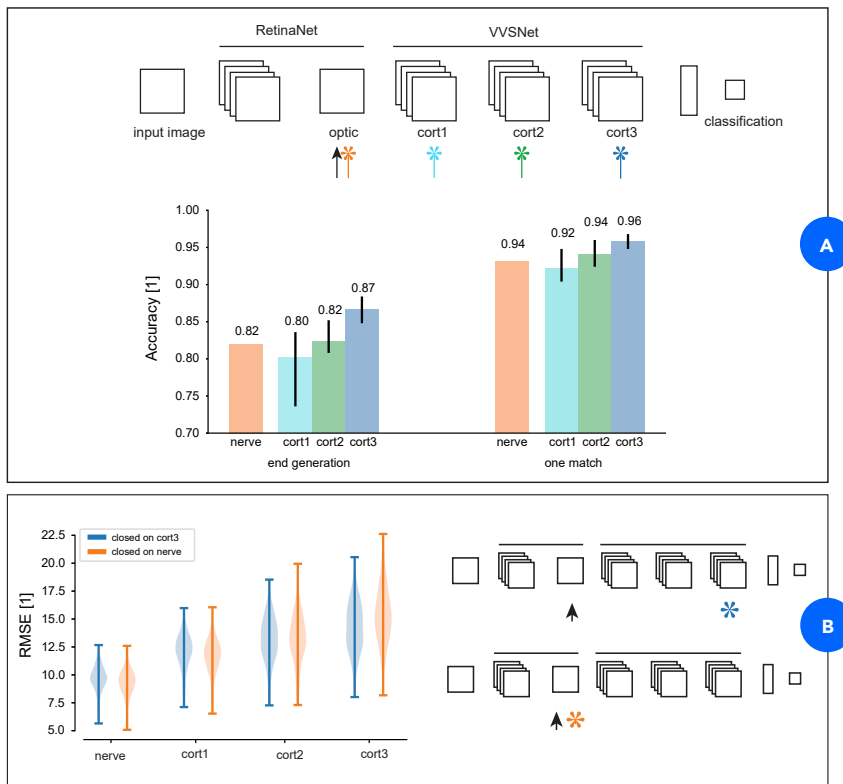 RetinaNet VVSNet
input image optic cort1 cort2 cort3 classification
A
Accuracy [1]
1.00
0.95
0.90
0.85
0.80
0.75
0.70
0.82 0.80 0.82 0.87 0.94 0.92 0.94 0.96
nerve cort1 cort2 cort3 nerve cort1 cort2 cort3
end generation one match
B
RMSE [1]
22.5
20.0
17.5
15.0
12.5
10.0
7.5
5.0
closed on cort3
closed on nerve
nerve cort1 cort2 cort3